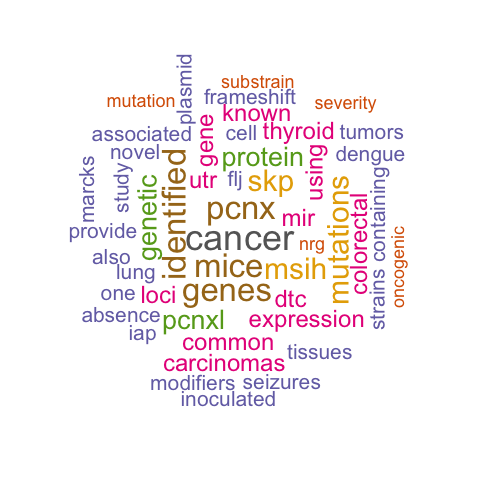 plasmid
substrain
mutation
frameshift
severity
known
associated
gene
cell
thyroid
tumors
novel
protein
using
dengue
marcks
study
genetic
identified
utr
flj
skp
mutations
colorectal
containing
pcnx
mir
provide
cancer
nrg
oncogenic
also
lung
mice
msih
strains
one
loci
genes
dtc
absence
iap
pcnxl
expression
common
tissues
carcinomas
modifiers
seizures
inoculated